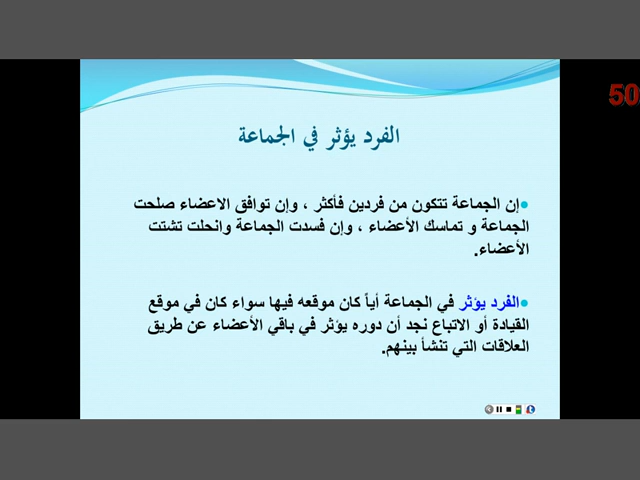 50
الفرد يؤثر في الجماعة
إن الجماعة تتكون من فردين فأكثر ، وإن توافق الاعضاء صلحت
الجماعة و تماسك الأعضاء ، وإن فسدت الجماعة وانحلت تشتت
الأعضاء.
الفرد يؤثر في الجماعة أياً كان موقعه فيها سواء كان في موقع
القيادة أو الاتباع نجد أن دوره يؤثر في باقي الأعضاء عن طريق
العلاقات التي تنشأ بينهم.